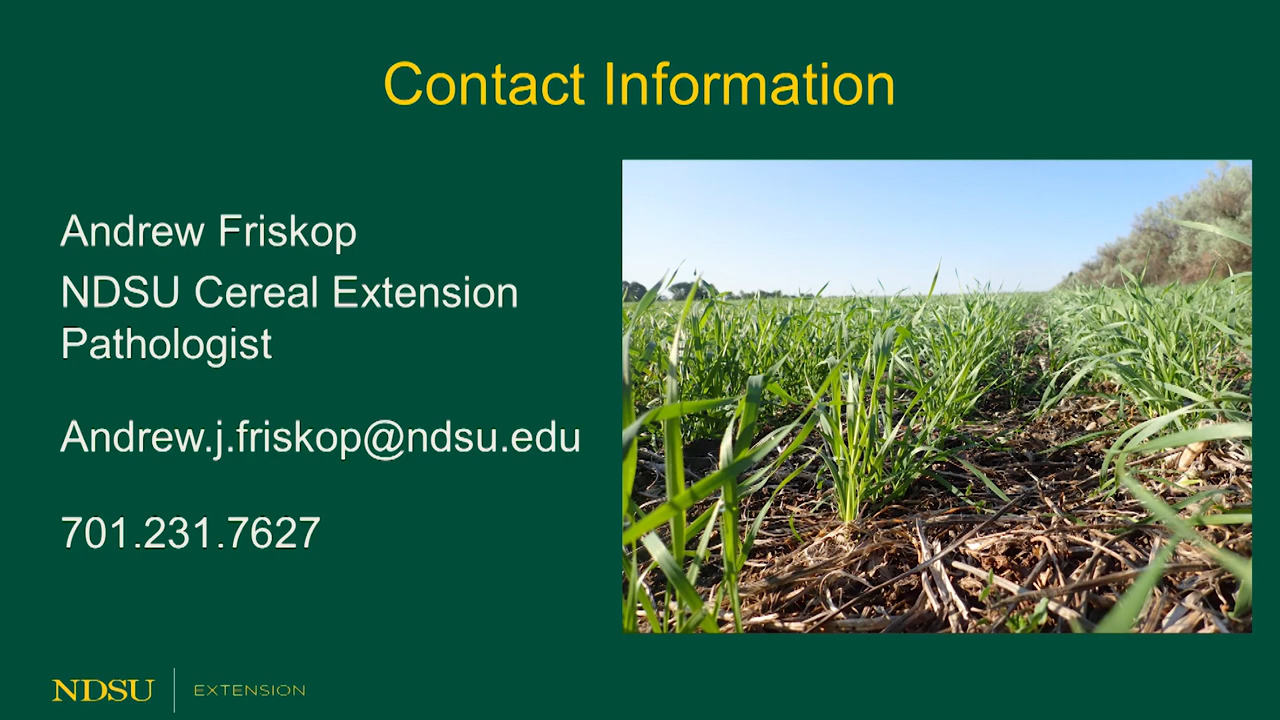 Contact Information
Andrew Friskop
NDSU Cereal Extension
Pathologist
Andrew.j.friskop@ndsu.edu
701.231.7627
NDSU EXTENSION